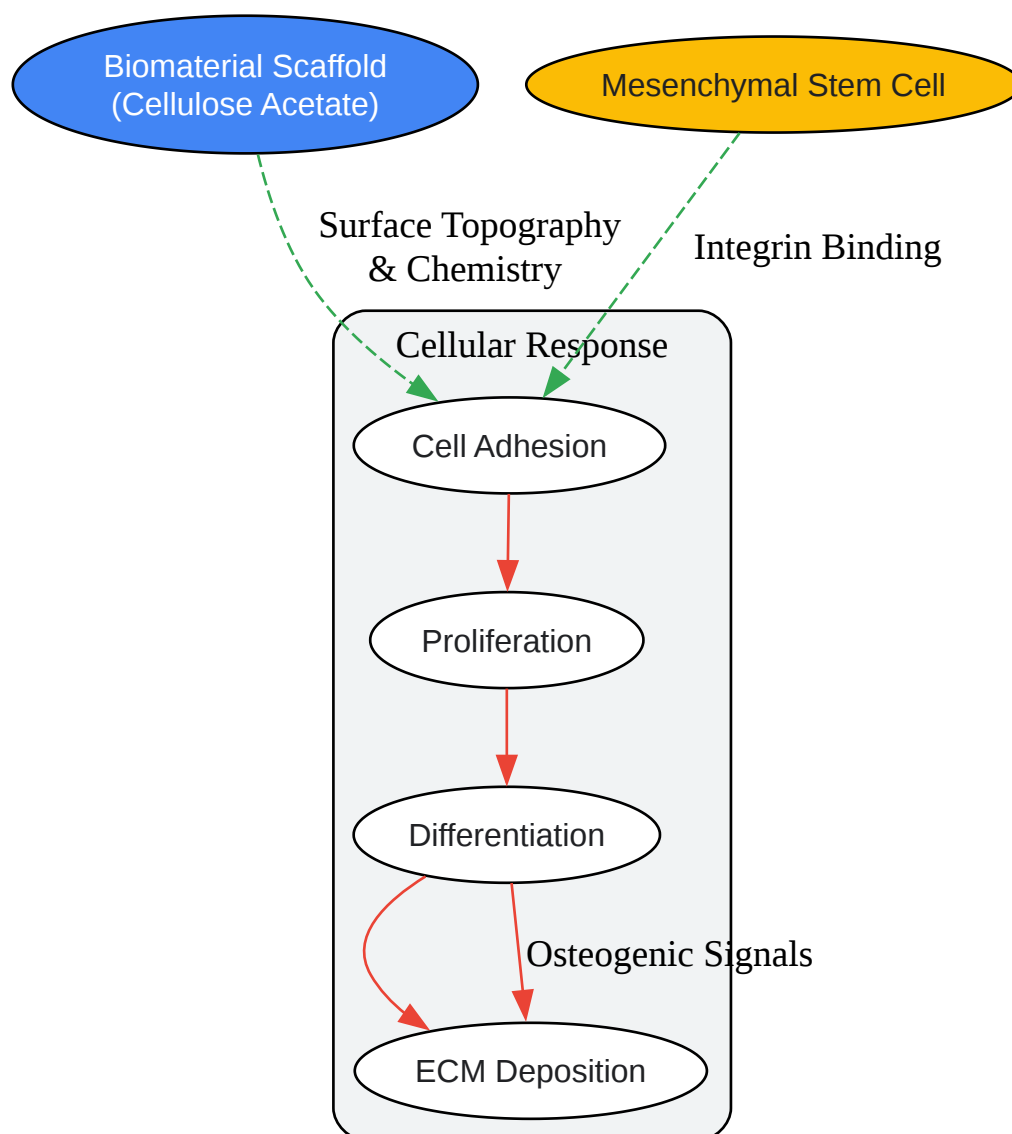 Biomaterial Scaffold
(Cellulose Acetate)
Mesenchymal Stem Cell
Surface Topography
& Chemistry
Integrin Binding
Cellular Response
Cell Adhesion
Proliferation
Differentiation
Osteogenic Signals
ECM Deposition